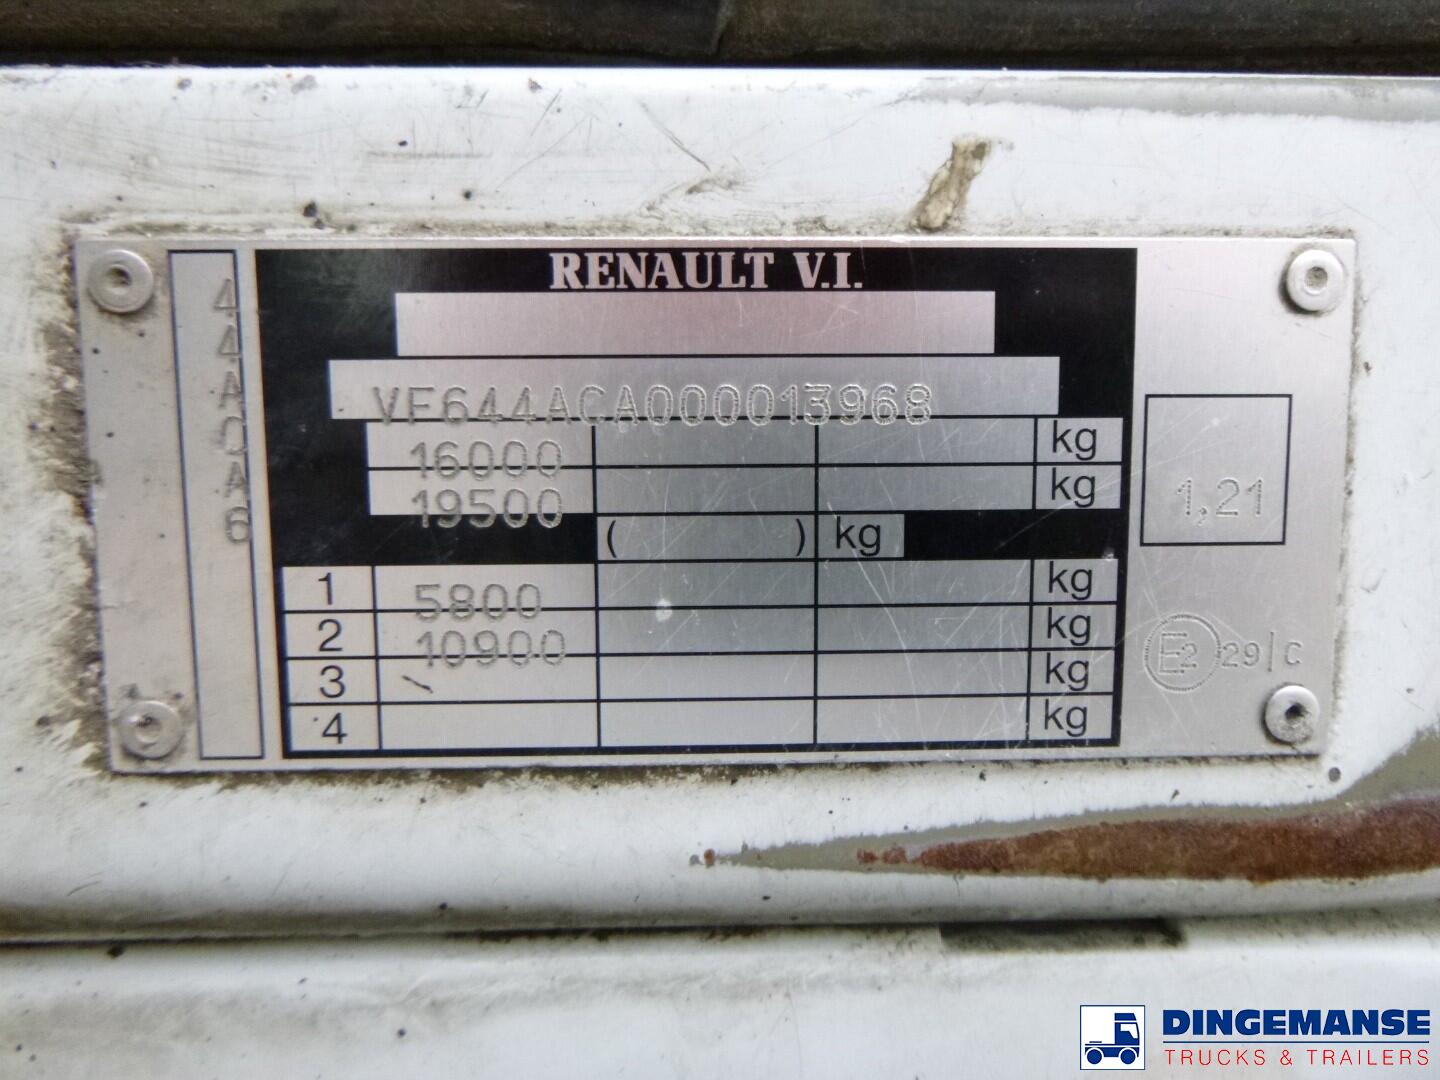 RENAULT V.I.
44ACA6
VF644ACA000013968
16000 kg
19500 kg
( ) kg
1 5800 kg
2 10900 kg
3 kg
4 kg
1,21
E2 29/C
DINGEMANSE
TRUCKS & TRAILERS